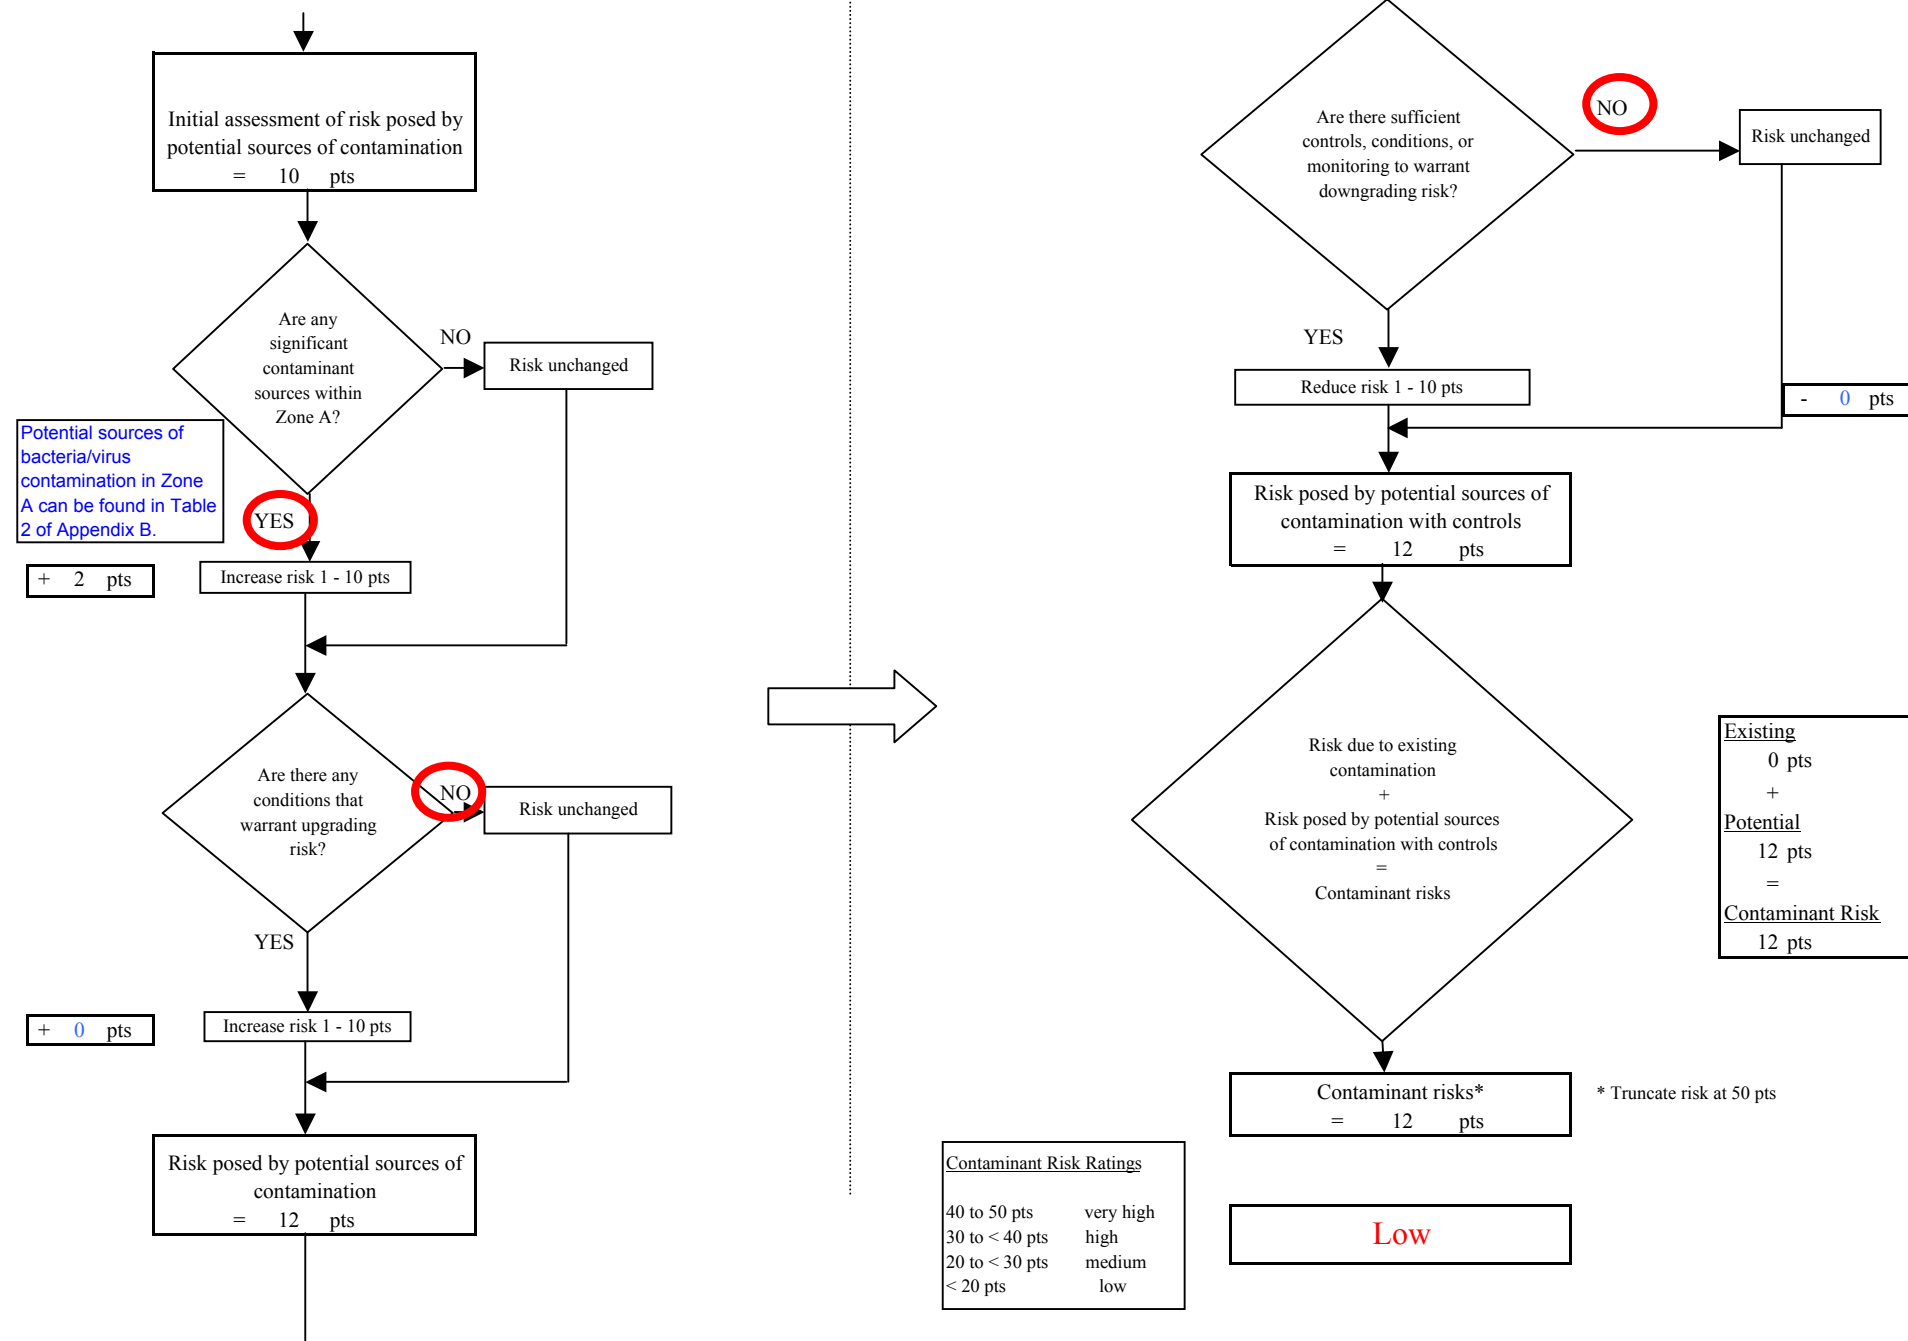 Initial assessment of risk posed by
potential sources of contamination
= 10 pts
Are any
significant
contaminant
sources within
Zone A?
NO
Risk unchanged
Potential sources of
bacteria/virus
contamination in Zone
A can be found in Table
2 of Appendix B.
YES
+ 2 pts
Increase risk 1 - 10 pts
Are there any
conditions that
warrant upgrading
risk?
NO
Risk unchanged
YES
+ 0 pts
Increase risk 1 - 10 pts
Risk posed by potential sources of
contamination
= 12 pts
Are there sufficient
controls, conditions, or
monitoring to warrant
downgrading risk?
NO
Risk unchanged
YES
Reduce risk 1 - 10 pts
- 0 pts
Risk posed by potential sources of
contamination with controls
= 12 pts
Risk due to existing
contamination
+
Risk posed by potential sources
of contamination with controls
=
Contaminant risks
Existing
0 pts
+
Potential
12 pts
=
Contaminant Risk
12 pts
Contaminant risks*
= 12 pts
* Truncate risk at 50 pts
Contaminant Risk Ratings
40 to 50 pts very high
30 to < 40 pts high
20 to < 30 pts medium
< 20 pts low
Low